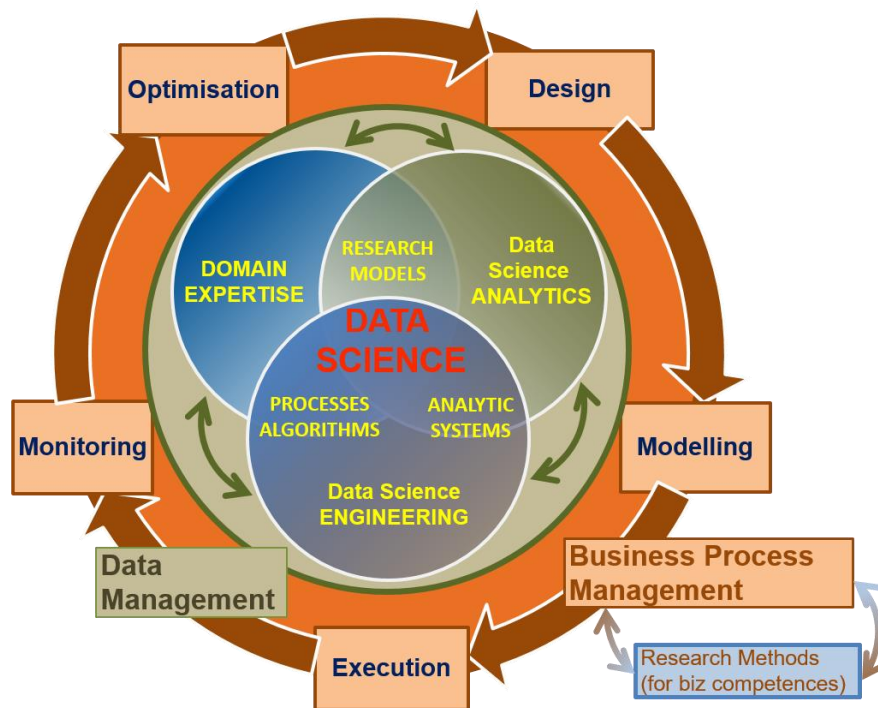 Optimisation
Design
RESEARCH
MODELS
DOMAIN
EXPERTISE
Data
Science
ANALYTICS
DATA
SCIENCE
PROCESSES
ALGORITHMS
ANALYTIC
SYSTEMS
Monitoring
Modelling
Data Science
ENGINEERING
Data
Management
Business Process
Management
Execution
Research Methods
(for biz competences)